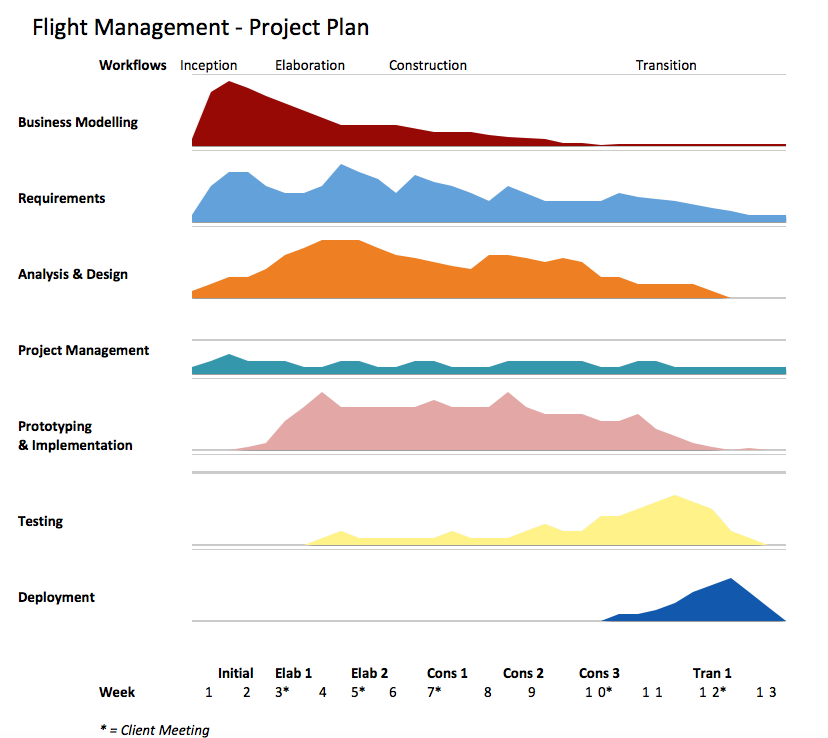 Flight Management - Project Plan
Workflows Inception Elaboration Construction Transition
Business Modelling
Requirements
Analysis & Design
Project Management
Prototyping
& Implementation
Testing
Deployment
Initial Elab 1 Elab 2 Cons 1 Cons 2 Cons 3 Tran 1
Week 1 2 3* 4 5* 6 7* 8 9 1 0* 1 1 1 2* 1 3
* = Client Meeting